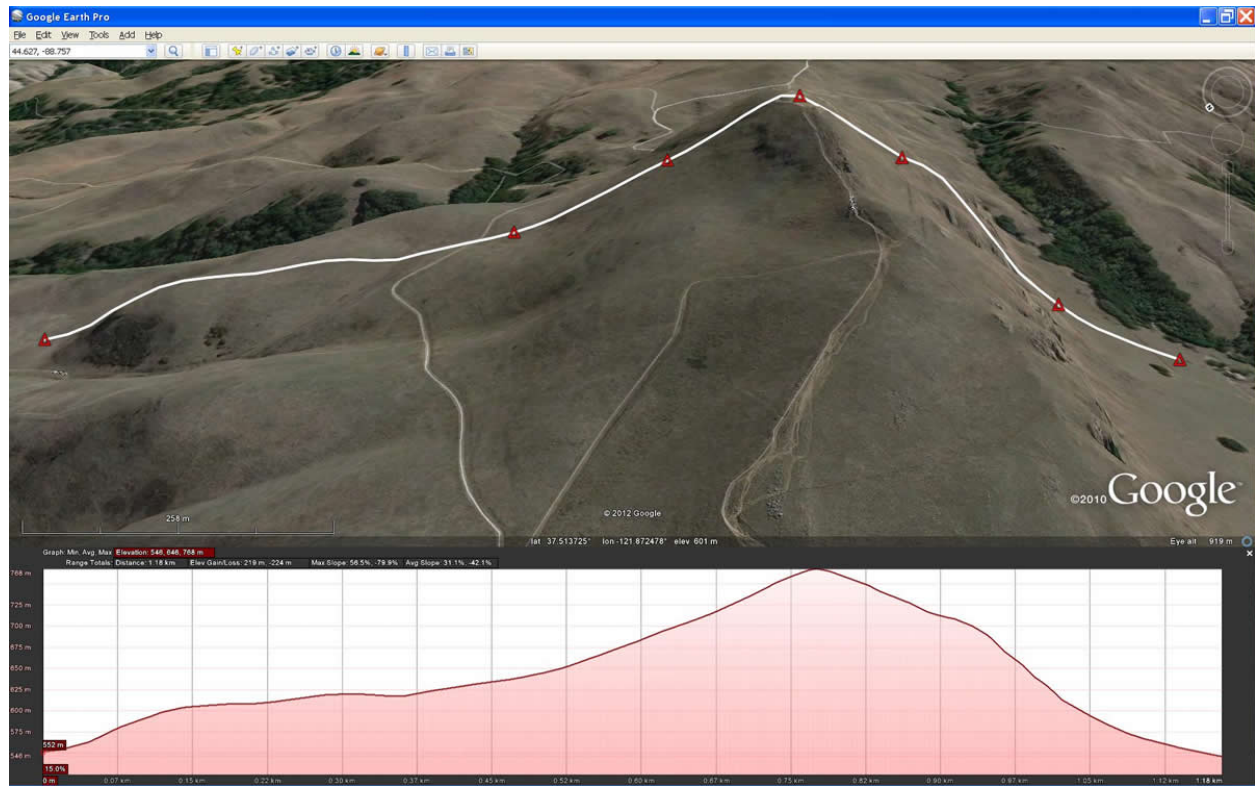 Google Earth Pro
File Edit View Tools Add Help
44.627, -88.757
258 m
© 2012 Google
©2010 Google
lat 37.513725° lon -121.872478° elev 601 m
Eye alt 919 m
Graph: Min, Avg, Max Elevation: 546, 646, 768 m
Range Totals: Distance: 1.18 km Elev Gain/Loss: 219 m, -224 m Max Slope: 56.5%, -79.9% Avg Slope: 31.1%, -42.1%
768 m
725 m
700 m
675 m
650 m
625 m
600 m
575 m
552 m
546 m
15.0%
0 m 0.07 km 0.15 km 0.22 km 0.30 km 0.37 km 0.45 km 0.52 km 0.60 km 0.67 km 0.75 km 0.82 km 0.90 km 0.97 km 1.05 km 1.12 km 1.18 km